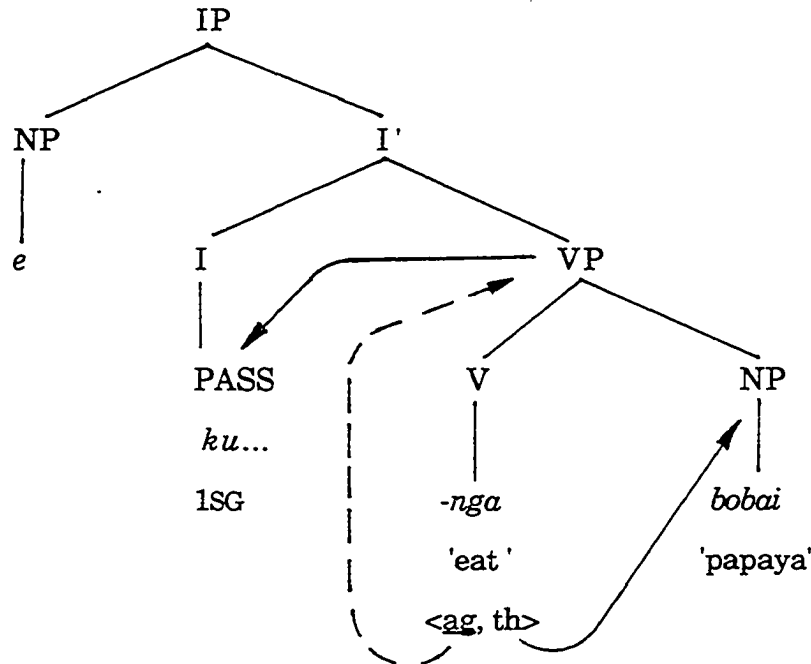 IP
NP I'
e I VP
PASS V NP
ku... -nga bobai
1SG 'eat' 'papaya'
<ag, th>